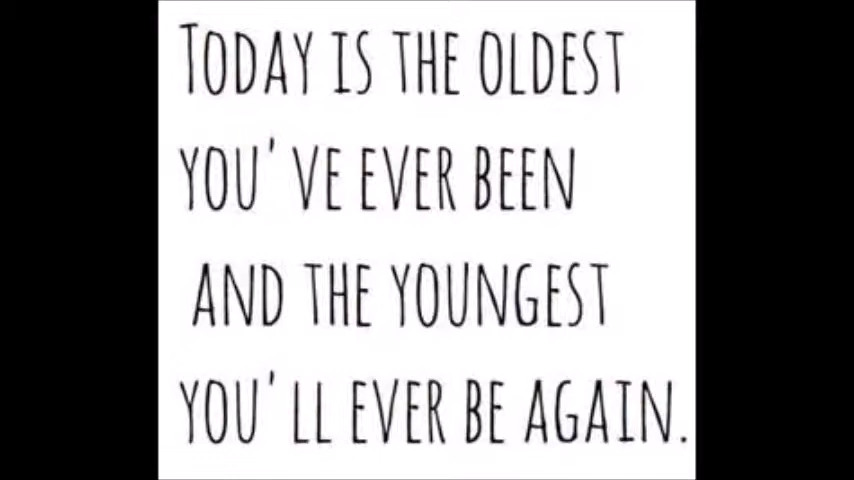 Today is the oldest
you've ever been
and the youngest
you'll ever be again.